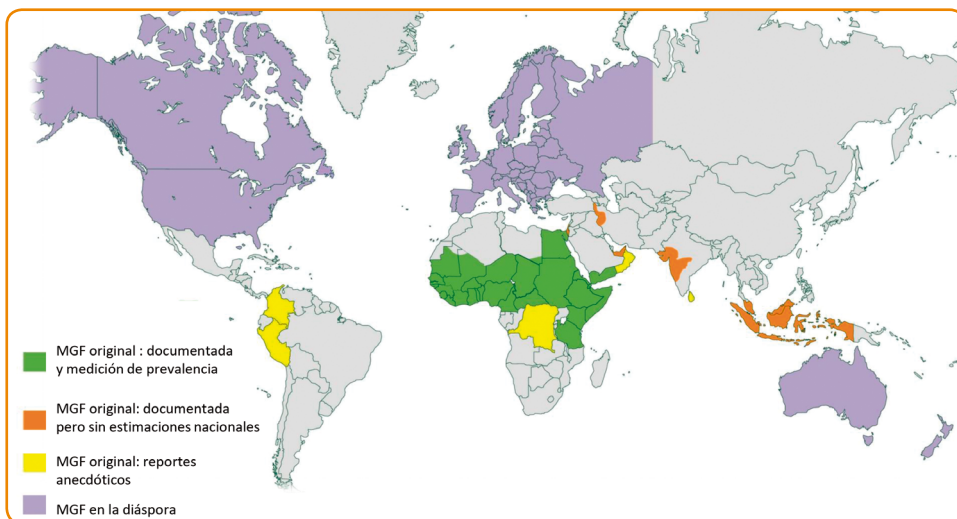 MGF original : documentada
y medición de prevalencia
MGF original: documentada
pero sin estimaciones nacionales
MGF original: reportes
anecdóticos
MGF en la diáspora